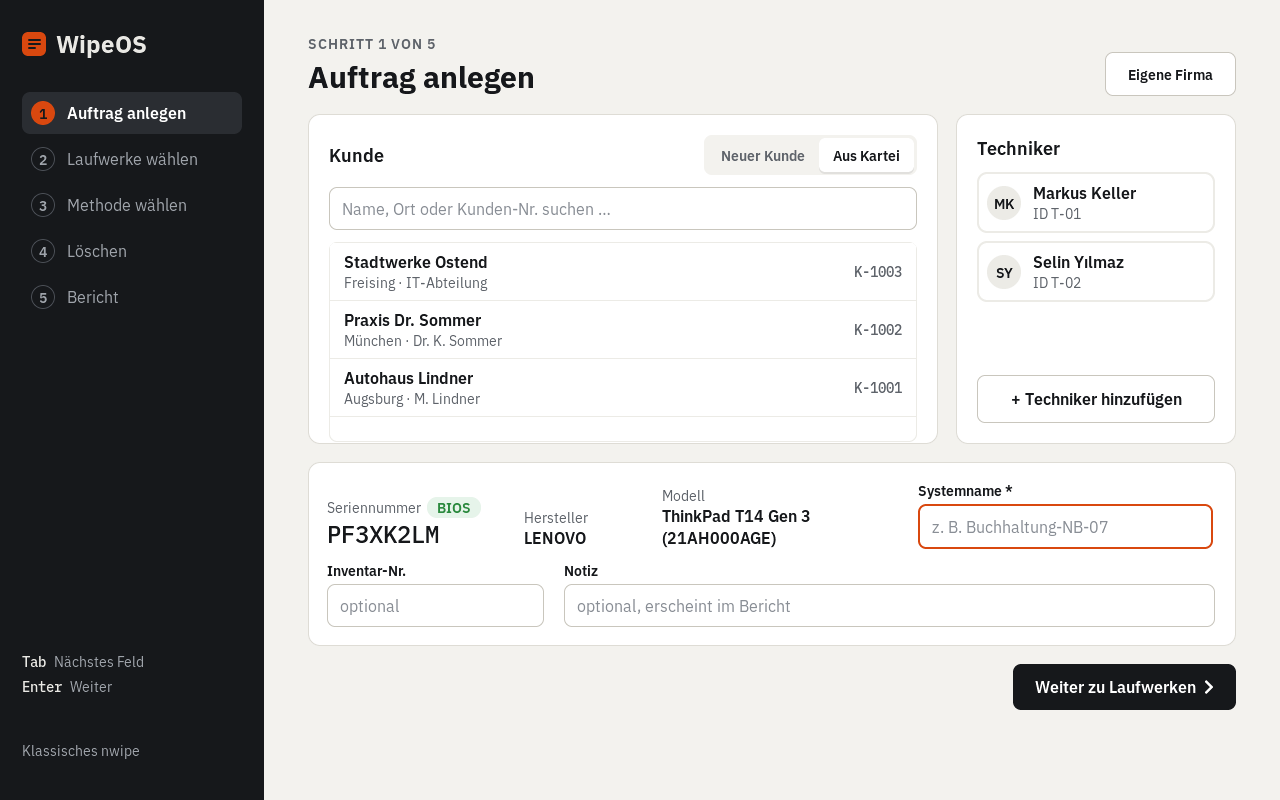 WipeOS
1 Auftrag anlegen
2 Laufwerke wählen
3 Methode wählen
4 Löschen
5 Bericht
Tab Nächstes Feld
Enter Weiter
Klassisches nwipe
SCHRITT 1 VON 5
Auftrag anlegen
Eigene Firma
Kunde
Neuer Kunde Aus Kartei
Name, Ort oder Kunden-Nr. suchen ...
Stadtwerke Ostend
Freising · IT-Abteilung
K-1003
Praxis Dr. Sommer
München · Dr. K. Sommer
K-1002
Autohaus Lindner
Augsburg · M. Lindner
K-1001
Techniker
MK
Markus Keller
ID T-01
SY
Selin Yılmaz
ID T-02
+ Techniker hinzufügen
Seriennummer BIOS
PF3XK2LM
Hersteller
LENOVO
Modell
ThinkPad T14 Gen 3
(21AH000AGE)
Systemname *
z. B. Buchhaltung-NB-07
Inventar-Nr.
optional
Notiz
optional, erscheint im Bericht
Weiter zu Laufwerken